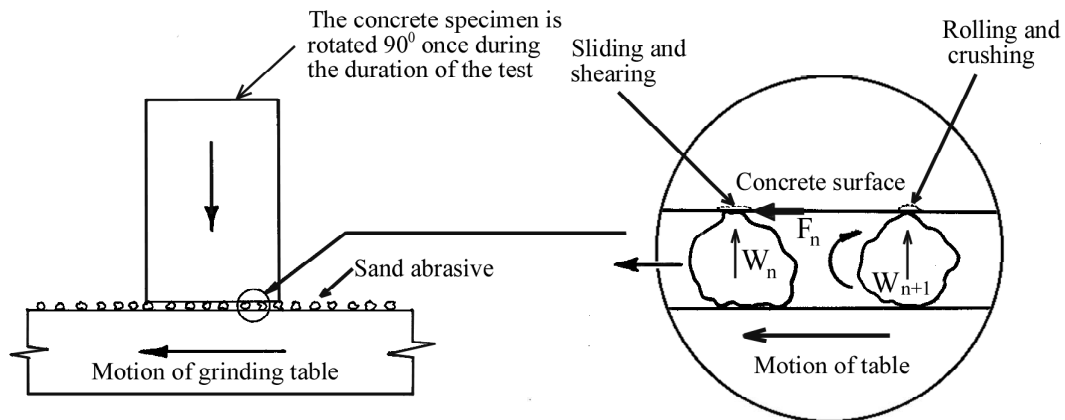 The concrete specimen is
rotated 90⁰ once during
the duration of the test
Sand abrasive
Motion of grinding table
Sliding and
shearing
Rolling and
crushing
Concrete surface
Fn
Wn
Wn+1
Motion of table